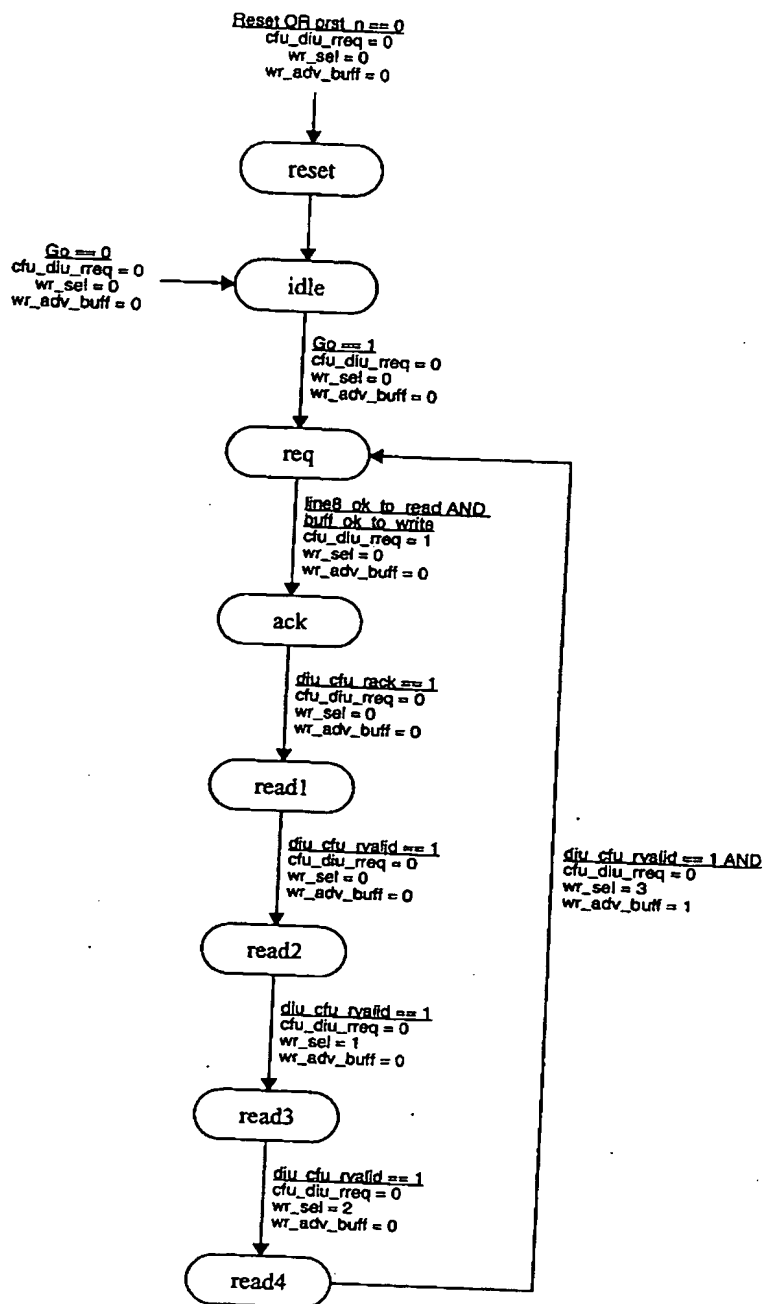 Reset OR prst_n == 0
cfu_diu_rreq = 0
wr_sel = 0
wr_adv_buff = 0
reset
Go == 0
cfu_diu_rreq = 0
wr_sel = 0
wr_adv_buff = 0
idle
Go == 1
cfu_diu_rreq = 0
wr_sel = 0
wr_adv_buff = 0
req
line8_ok_to_read AND
buff_ok_to_write
cfu_diu_rreq = 1
wr_sel = 0
wr_adv_buff = 0
ack
diu_cfu_rack == 1
cfu_diu_rreq = 0
wr_sel = 0
wr_adv_buff = 0
read1
diu_cfu_rvalid == 1
cfu_diu_rreq = 0
wr_sel = 0
wr_adv_buff = 0
diu_cfu_rvalid == 1 AND
cfu_diu_rreq = 0
wr_sel = 3
wr_adv_buff = 1
read2
diu_cfu_rvalid == 1
cfu_diu_rreq = 0
wr_sel = 1
wr_adv_buff = 0
read3
diu_cfu_rvalid == 1
cfu_diu_rreq = 0
wr_sel = 2
wr_adv_buff = 0
read4